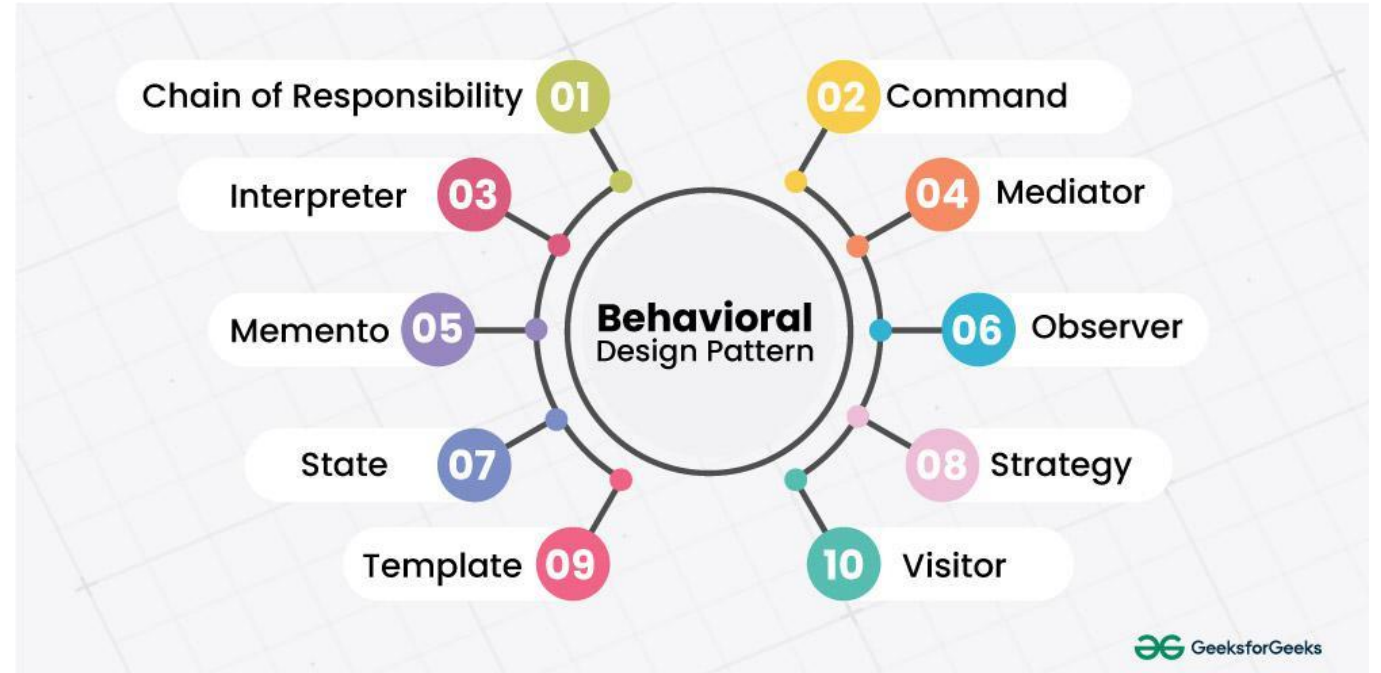 Chain of Responsibility 01
02 Command
Interpreter 03
04 Mediator
Memento 05
06 Observer
Behavioral
Design Pattern
State 07
08 Strategy
Template 09
10 Visitor
GeeksforGeeks